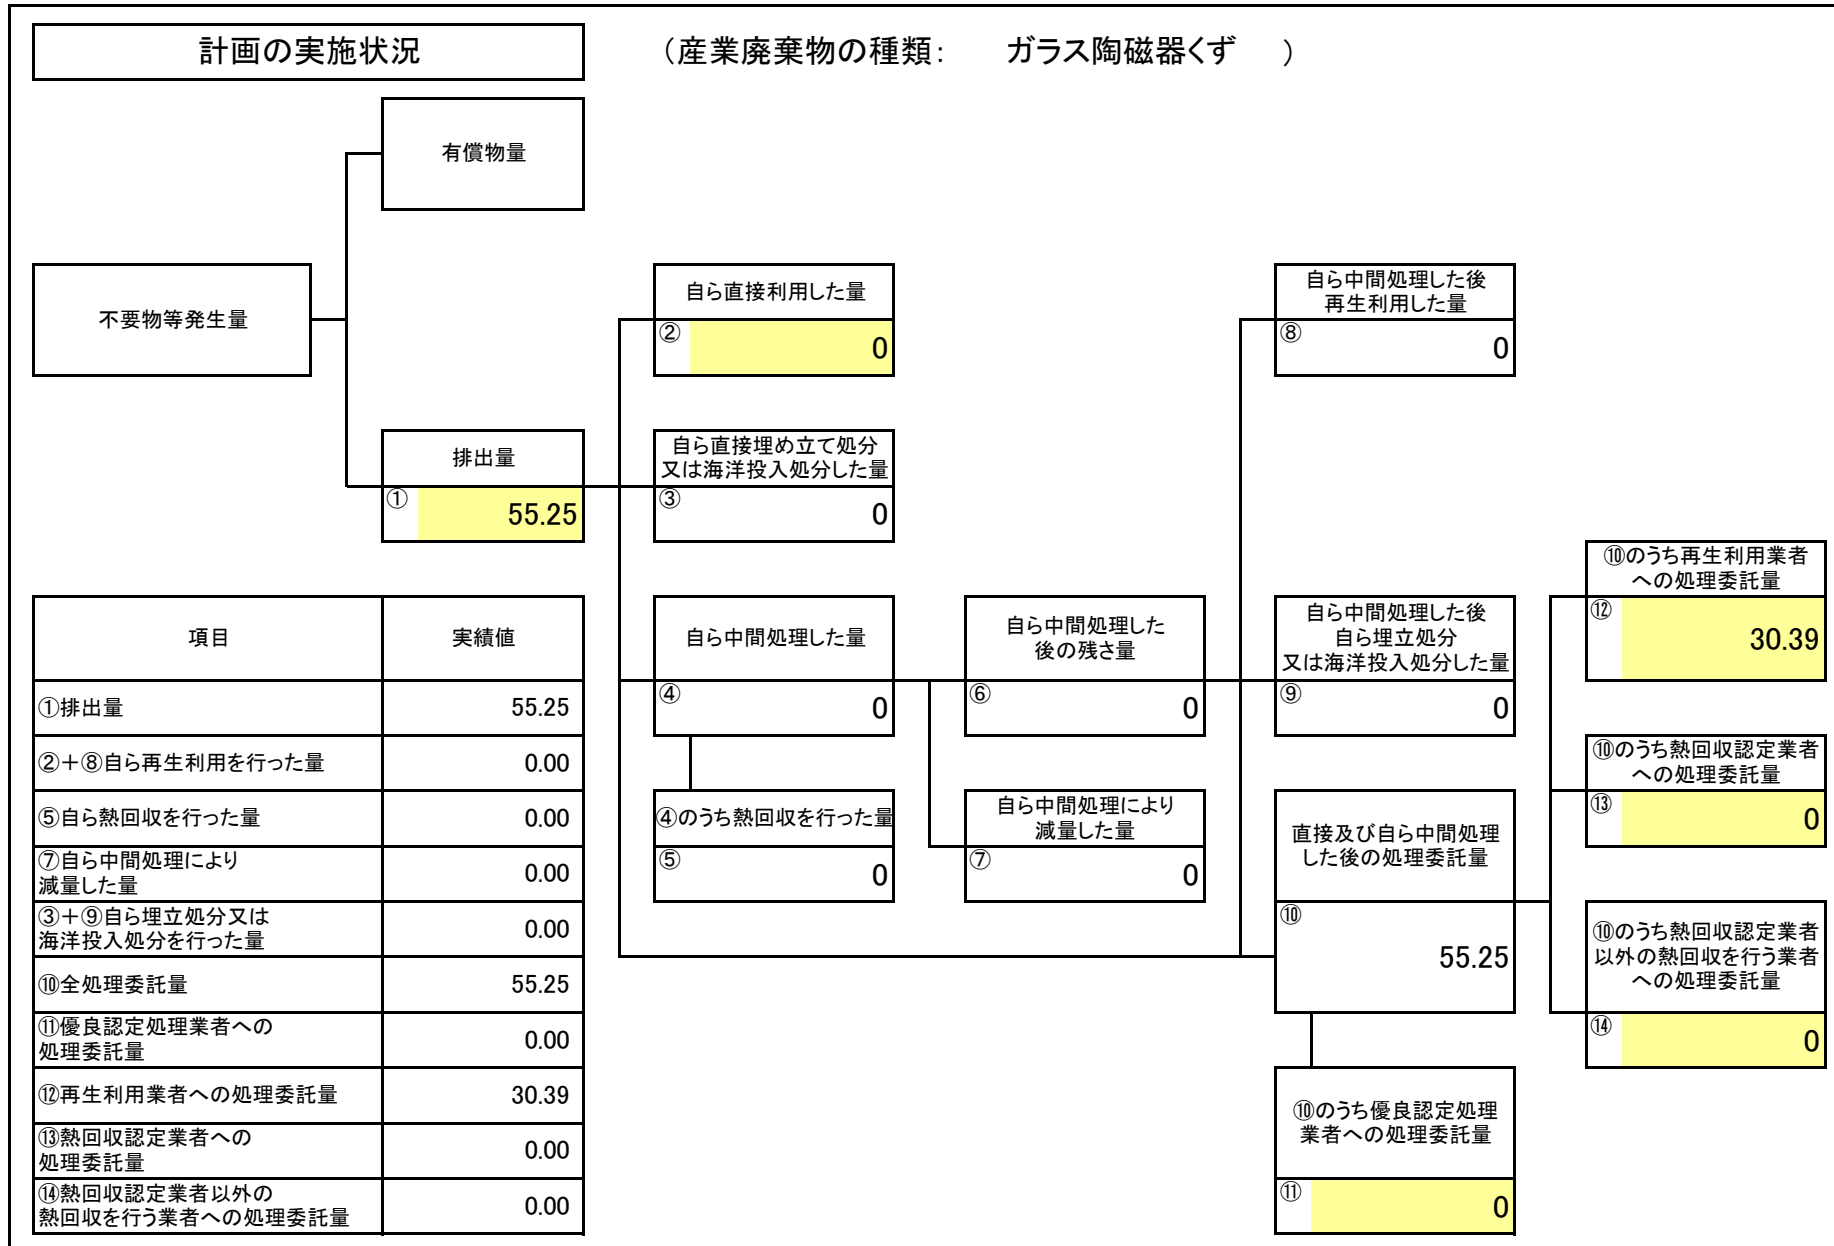 計画の実施状況
（産業廃棄物の種類：　ガラス陶磁器くず　）
有償物量
不要物等発生量
排出量
①
55.25
自ら直接利用した量
②
0
自ら直接埋め立て処分
又は海洋投入処分した量
③
0
自ら中間処理した量
④
0
④のうち熱回収を行った量
⑤
0
自ら中間処理した
後の残さ量
⑥
0
自ら中間処理により
減量した量
⑦
0
自ら中間処理した後
再生利用した量
⑧
0
自ら中間処理した後
自ら埋立処分
又は海洋投入処分した量
⑨
0
直接及び自ら中間処理
した後の処理委託量
⑩
55.25
⑩のうち優良認定処理
業者への処理委託量
⑪
0
⑩のうち再生利用業者
への処理委託量
⑫
30.39
⑩のうち熱回収認定業者
への処理委託量
⑬
0
⑩のうち熱回収認定業者
以外の熱回収を行う業者
への処理委託量
⑭
0
項目 実績値
①排出量 55.25
②＋⑧自ら再生利用を行った量 0.00
⑤自ら熱回収を行った量 0.00
⑦自ら中間処理により
減量した量 0.00
③＋⑨自ら埋立処分又は
海洋投入処分を行った量 0.00
⑩全処理委託量 55.25
⑪優良認定処理業者への
処理委託量 0.00
⑫再生利用業者への処理委託量 30.39
⑬熱回収認定業者への
処理委託量 0.00
⑭熱回収認定業者以外の
熱回収を行う業者への処理委託量 0.00